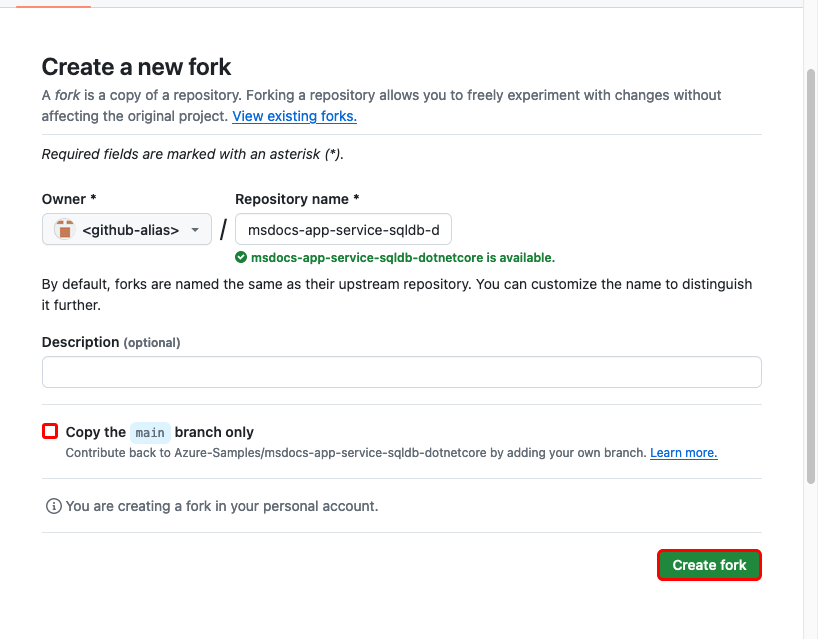 Create a new fork
A fork is a copy of a repository. Forking a repository allows you to freely experiment with changes without
affecting the original project. View existing forks.
Required fields are marked with an asterisk (*).
Owner * Repository name *
<github-alias> / msdocs-app-service-sqldb-d
msdocs-app-service-sqldb-dotnetcore is available.
By default, forks are named the same as their upstream repository. You can customize the name to distinguish
it further.
Description (optional)
Copy the main branch only
Contribute back to Azure-Samples/msdocs-app-service-sqldb-dotnetcore by adding your own branch. Learn more.
You are creating a fork in your personal account.
Create fork